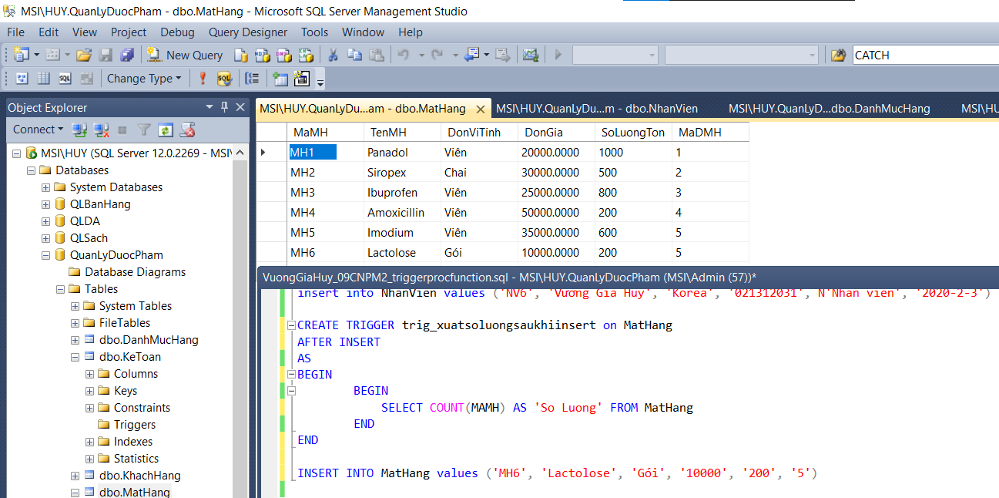 MSI\HUY.QuanLyDuocPham - dbo.MatHang - Microsoft SQL Server Management Studio
File Edit View Project Debug Query Designer Tools Window Help
New Query CATCH
Change Type
Object Explorer
Connect
MSI\HUY (SQL Server 12.0.2269 - MSI\
Databases
System Databases
QLBanHang
QLDA
QLSach
QuanLyDuocPham
Database Diagrams
Tables
System Tables
FileTables
dbo.DanhMucHang
dbo.KeToan
Columns
Keys
Constraints
Triggers
Indexes
Statistics
dbo.KhachHang
dbo.MatHang
MSI\HUY.QuanLyDu...am - dbo.MatHang MSI\HUY.QuanLyDu...m - dbo.NhanVien MSI\HUY.QuanLyD...dbo.DanhMucHang MSI\HU
MaMH TenMH DonViTinh DonGia SoLuongTon MaDMH
MH1 Panadol Viên 20000.0000 1000 1
MH2 Siropex Chai 30000.0000 500 2
MH3 Ibuprofen Viên 25000.0000 800 3
MH4 Amoxicillin Viên 50000.0000 200 4
MH5 Imodium Viên 35000.0000 600 5
MH6 Lactolose Gói 10000.0000 200 5
VuongGiaHuy_09CNPM2_triggerprocfunction.sql - MSI\HUY.QuanLyDuocPham (MSI\Admin (57))*
insert into NhanVien values ('NV6', 'Vương Gia Huy', 'Korea', '021312031', N'Nhan vien', '2020-2-3')
CREATE TRIGGER trig_xuatsoluongsaukhiinsert on MatHang
AFTER INSERT
AS
BEGIN
BEGIN
SELECT COUNT(MAMH) AS 'So Luong' FROM MatHang
END
END
INSERT INTO MatHang values ('MH6', 'Lactolose', 'Gói', '10000', '200', '5')